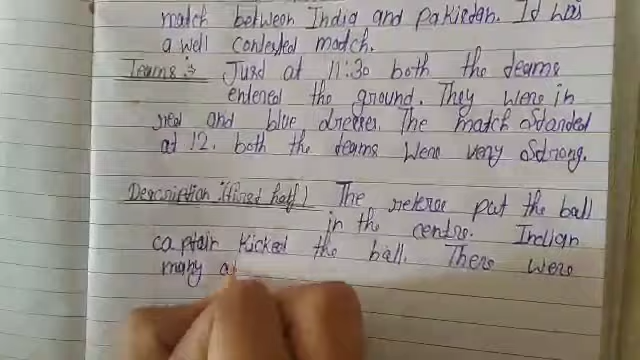 match between India and pakistan. It was
a well contested match.
Teams :- Just at 11:30 both the teams
entered the ground. They were in
red and blue dresses. The match standed
at 12. both the teams were very strong.
Description :(first half) The referee put the ball
in the centre. Indian
captain kicked the ball. There were
many a